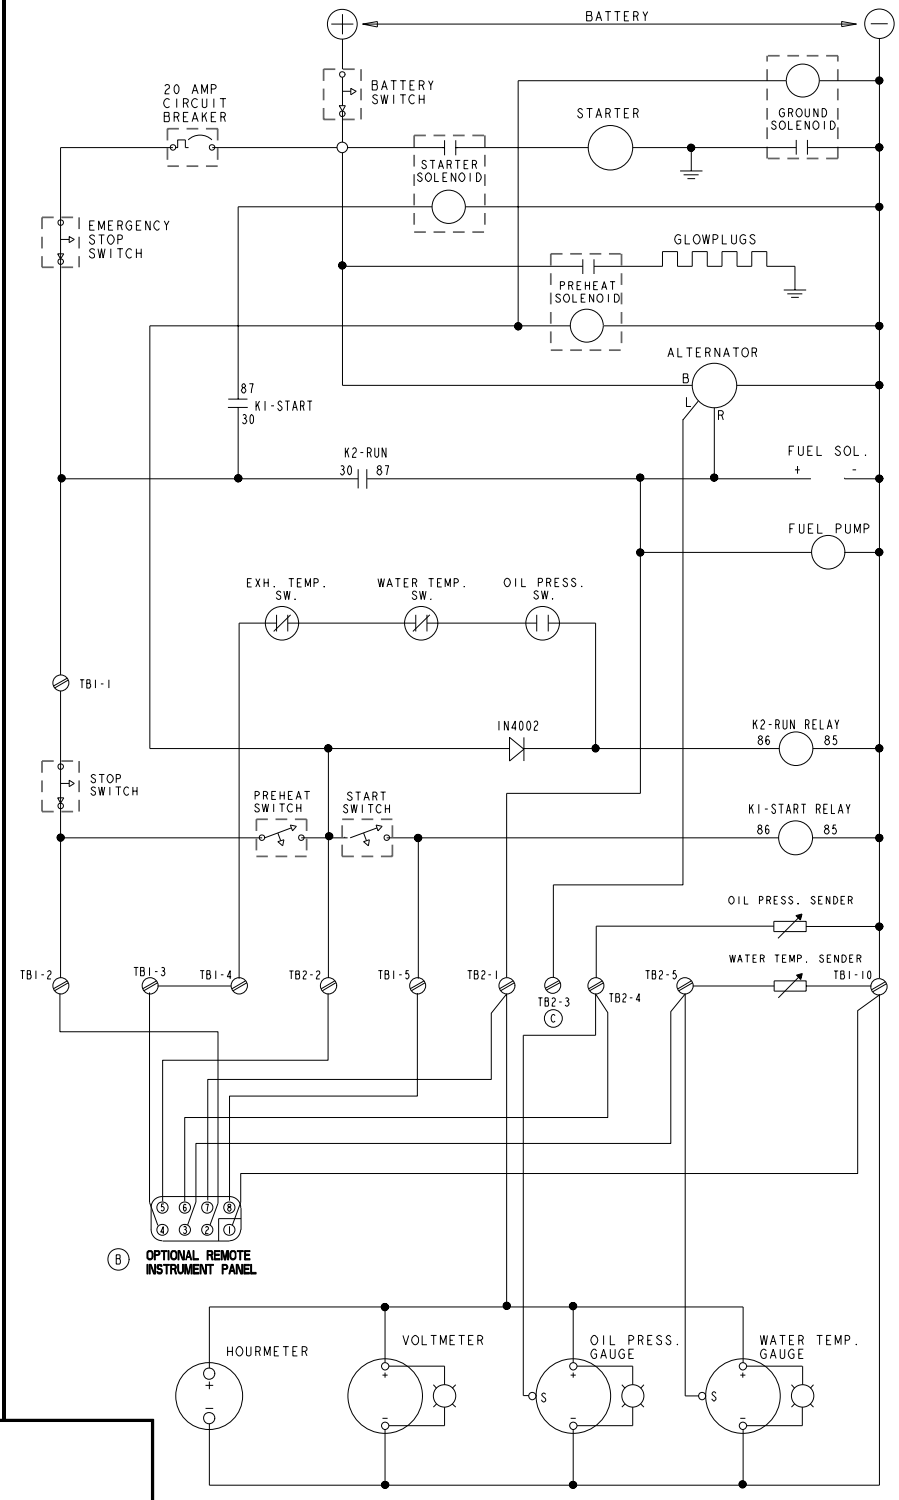 BATTERY
+
−
BATTERY
SWITCH
20 AMP
CIRCUIT
BREAKER
STARTER
GROUND
SOLENOID
STARTER
SOLENOID
EMERGENCY
STOP
SWITCH
GLOWPLUGS
PREHEAT
SOLENOID
ALTERNATOR
B
L
R
87
K1-START
30
K2-RUN
30 87
FUEL SOL.
+ -
FUEL PUMP
EXH. TEMP.
SW.
WATER TEMP.
SW.
OIL PRESS.
SW.
TB1-1
1N4002
K2-RUN RELAY
86 85
STOP
SWITCH
PREHEAT
SWITCH
START
SWITCH
K1-START RELAY
86 85
OIL PRESS. SENDER
WATER TEMP. SENDER
TB1-2
TB1-3
TB1-4
TB2-2
TB1-5
TB2-1
TB2-3
C
TB2-4
TB2-5
TB1-10
5 6 7 8
4 3 2 1
B
OPTIONAL REMOTE
INSTRUMENT PANEL
HOURMETER
+
−
VOLTMETER
+
−
OIL PRESS.
GAUGE
+
S
−
WATER TEMP.
GAUGE
+
S
−